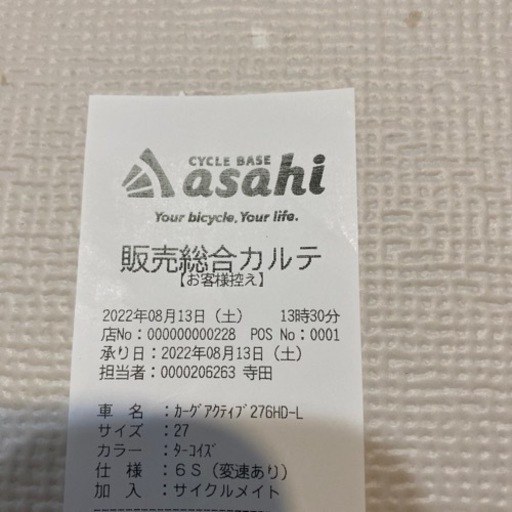 CYCLE BASE
asahi
Your bicycle, Your life.
販売総合カルテ
【お客様控え】
2022年08月13日（土） 13時30分
店No：000000000228 POS No：0001
承り日：2022年08月13日（土）
担当者：0000206263 寺田
車 名：ｶｰｸﾞｱｸﾃｨﾌﾞ276HD-L
サイズ：27
カラー：ﾀｰｺｲｽﾞ
仕 様：６Ｓ（変速あり）
加 入：サイクルメイト